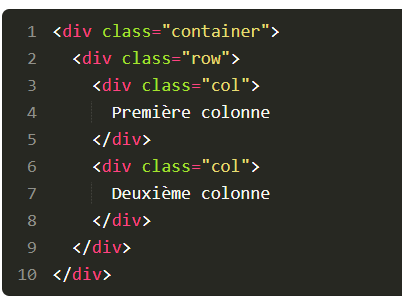 1 <div class="container">
2   <div class="row">
3     <div class="col">
4       Première colonne
5     </div>
6     <div class="col">
7       Deuxième colonne
8     </div>
9   </div>
10 </div>